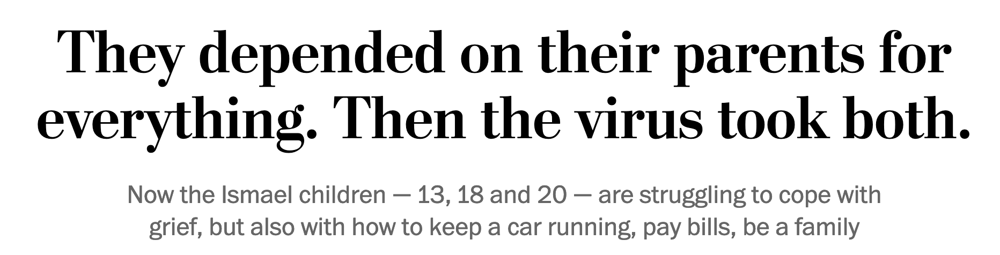 They depended on their parents for
everything. Then the virus took both.
Now the Ismael children — 13, 18 and 20 — are struggling to cope with
grief, but also with how to keep a car running, pay bills, be a family